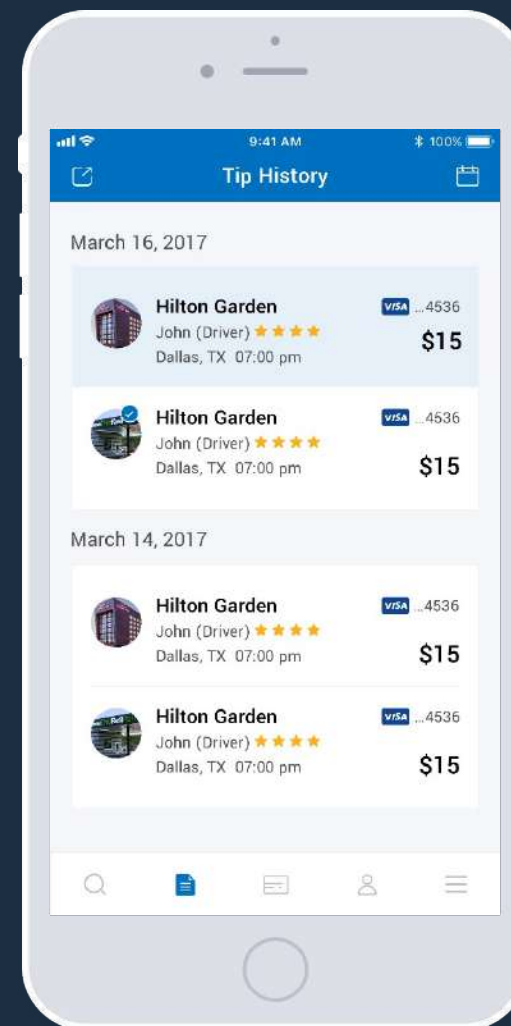 9:41 AM
100%
Tip History
March 16, 2017
Hilton Garden
VISA ...4536
John (Driver)
$15
Dallas, TX 07:00 pm
Hilton Garden
VISA ...4536
John (Driver)
$15
Dallas, TX 07:00 pm
March 14, 2017
Hilton Garden
VISA ...4536
John (Driver)
$15
Dallas, TX 07:00 pm
Hilton Garden
VISA ...4536
John (Driver)
$15
Dallas, TX 07:00 pm